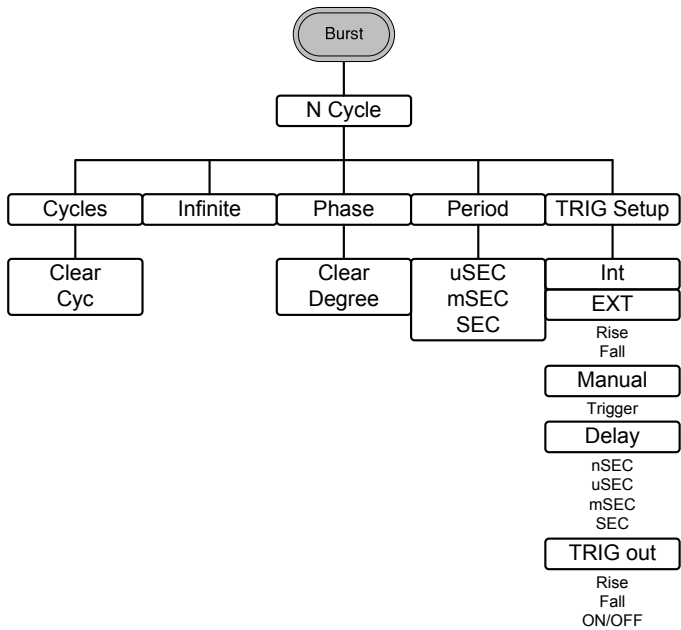 Burst
N Cycle
Cycles
Infinite
Phase
Period
TRIG Setup
Clear
Cyc
Clear
Degree
uSEC
mSEC
SEC
Int
EXT
Rise
Fall
Manual
Trigger
Delay
nSEC
uSEC
mSEC
SEC
TRIG out
Rise
Fall
ON/OFF